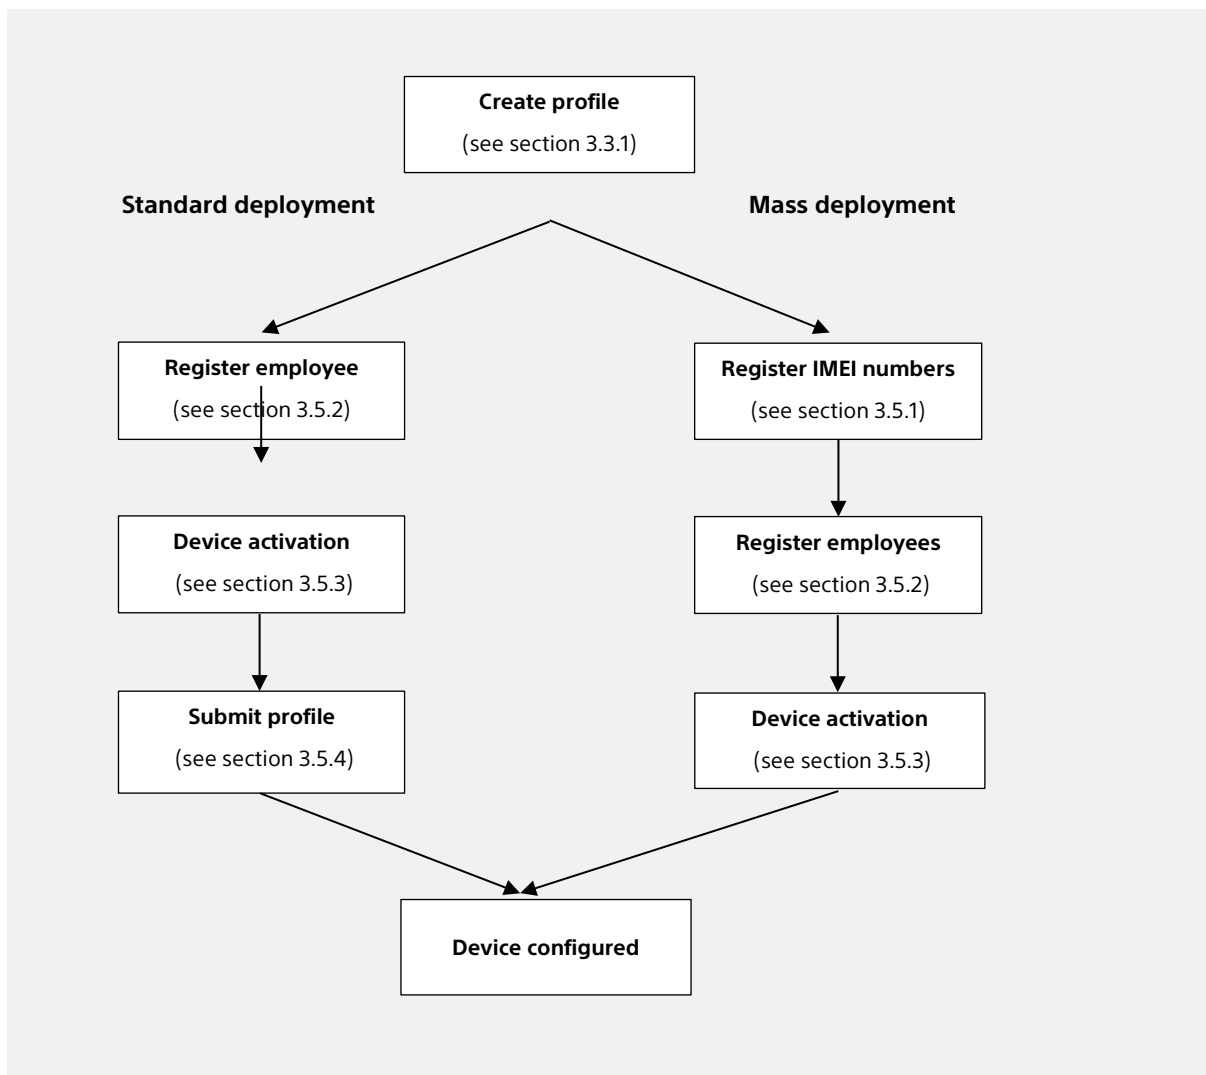 Create profile
(see section 3.3.1)
Standard deployment
Mass deployment
Register employee
(see section 3.5.2)
Register IMEI numbers
(see section 3.5.1)
Device activation
(see section 3.5.3)
Register employees
(see section 3.5.2)
Submit profile
(see section 3.5.4)
Device activation
(see section 3.5.3)
Device configured